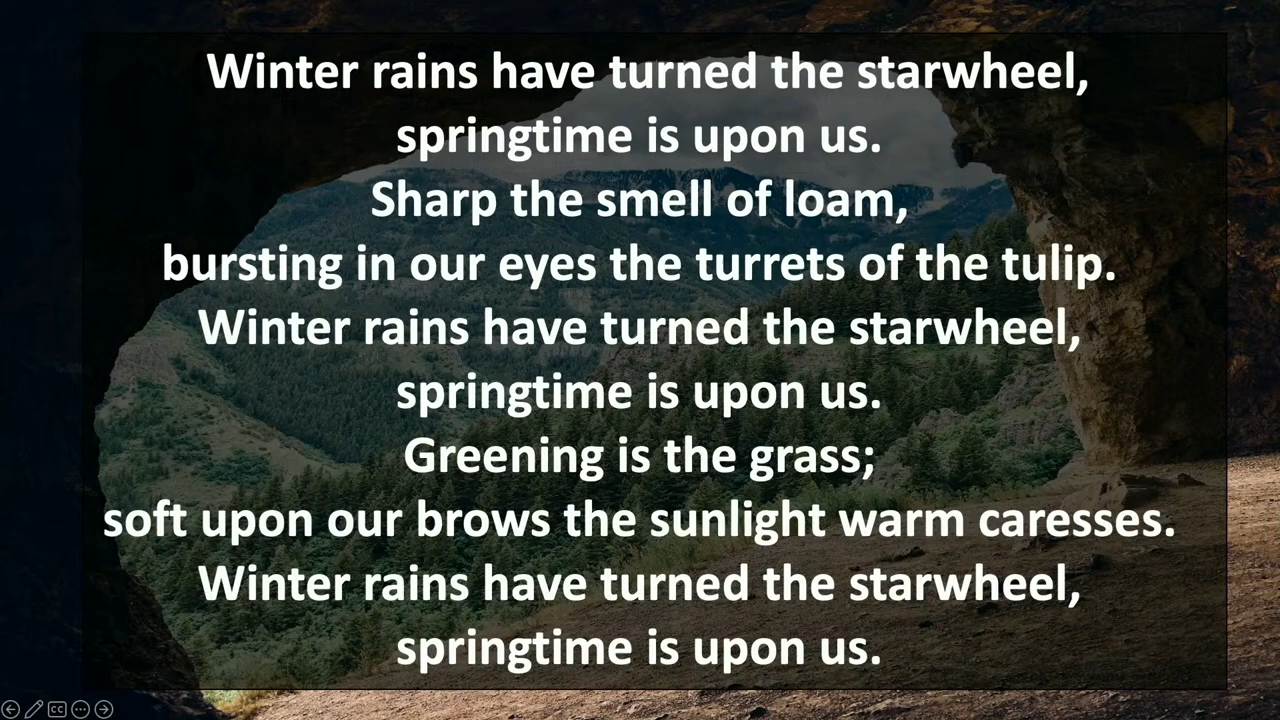 Winter rains have turned the starwheel,
springtime is upon us.
Sharp the smell of loam,
bursting in our eyes the turrets of the tulip.
Winter rains have turned the starwheel,
springtime is upon us.
Greening is the grass;
soft upon our brows the sunlight warm caresses.
Winter rains have turned the starwheel,
springtime is upon us.
CC